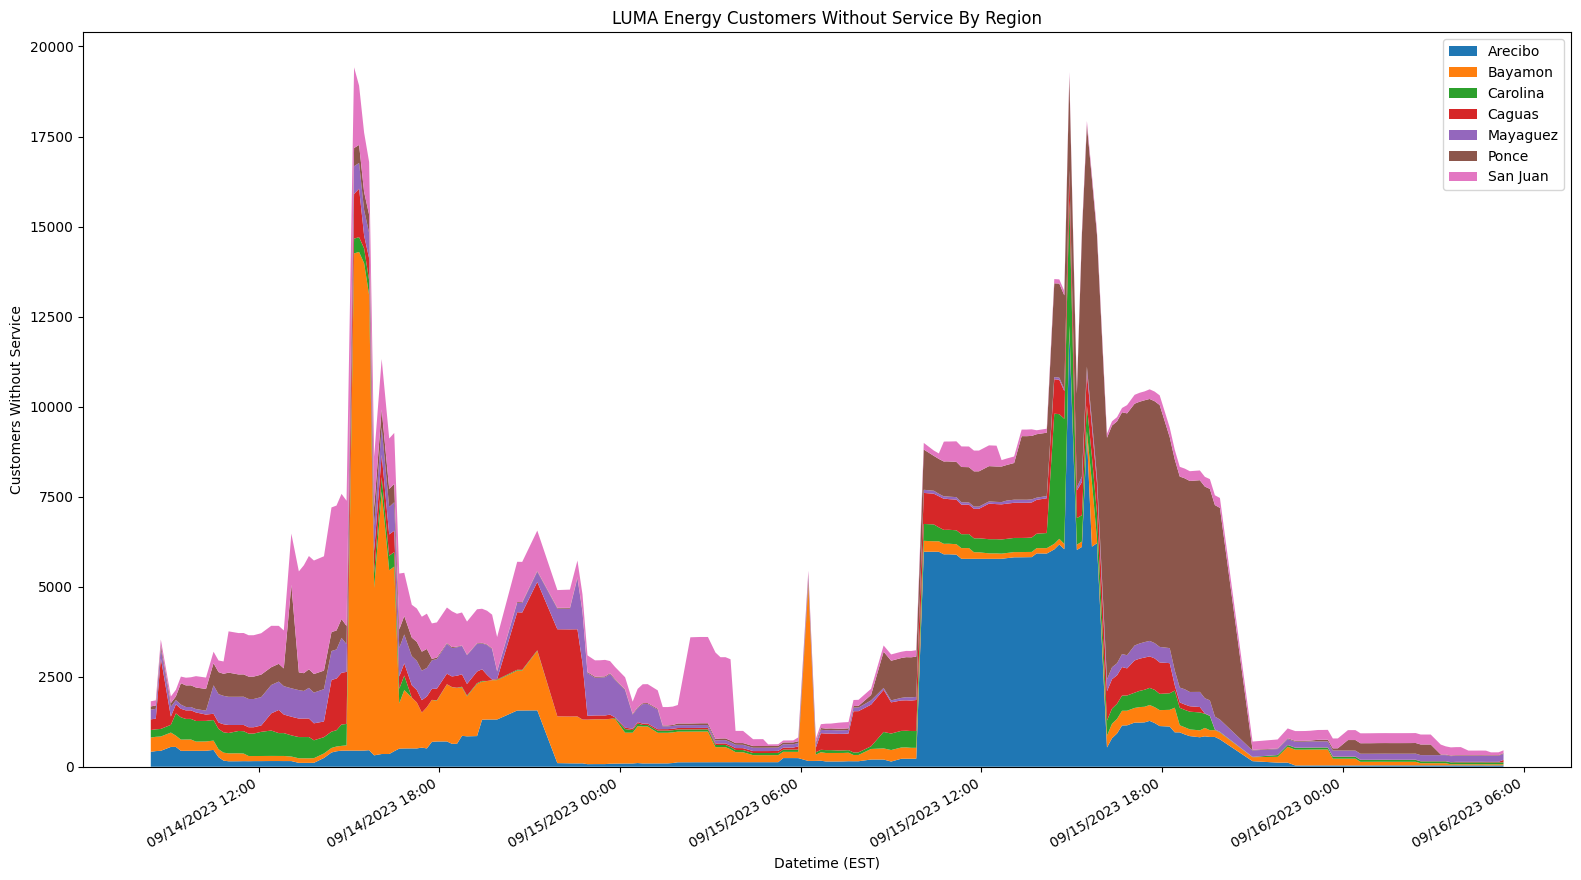 LUMA Energy Customers Without Service By Region
Customers Without Service
20000
17500
15000
12500
10000
7500
5000
2500
0
Arecibo
Bayamon
Carolina
Caguas
Mayaguez
Ponce
San Juan
09/14/2023 12:00
09/14/2023 18:00
09/15/2023 00:00
09/15/2023 06:00
09/15/2023 12:00
09/15/2023 18:00
09/16/2023 00:00
09/16/2023 06:00
Datetime (EST)